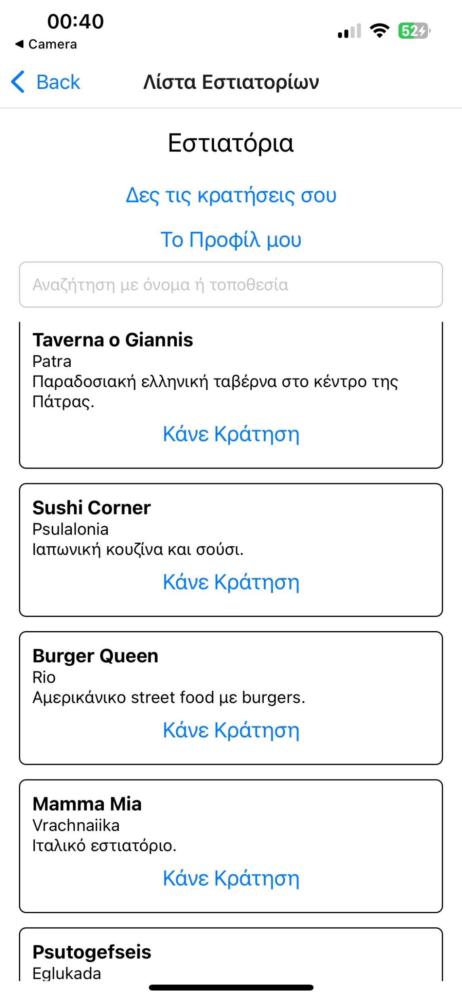 00:40
52
◀ Camera
Back
Λίστα Εστιατορίων
Εστιατόρια
Δες τις κρατήσεις σου
Το Προφίλ μου
Αναζήτηση με όνομα ή τοποθεσία
Taverna o Giannis
Patra
Παραδοσιακή ελληνική ταβέρνα στο κέντρο της
Πάτρας.
Κάνε Κράτηση
Sushi Corner
Psulalonia
Ιαπωνική κουζίνα και σούσι.
Κάνε Κράτηση
Burger Queen
Rio
Αμερικάνικο street food με burgers.
Κάνε Κράτηση
Mamma Mia
Vrachnaiika
Ιταλικό εστιατόριο.
Κάνε Κράτηση
Psutogefseis
Eglukada